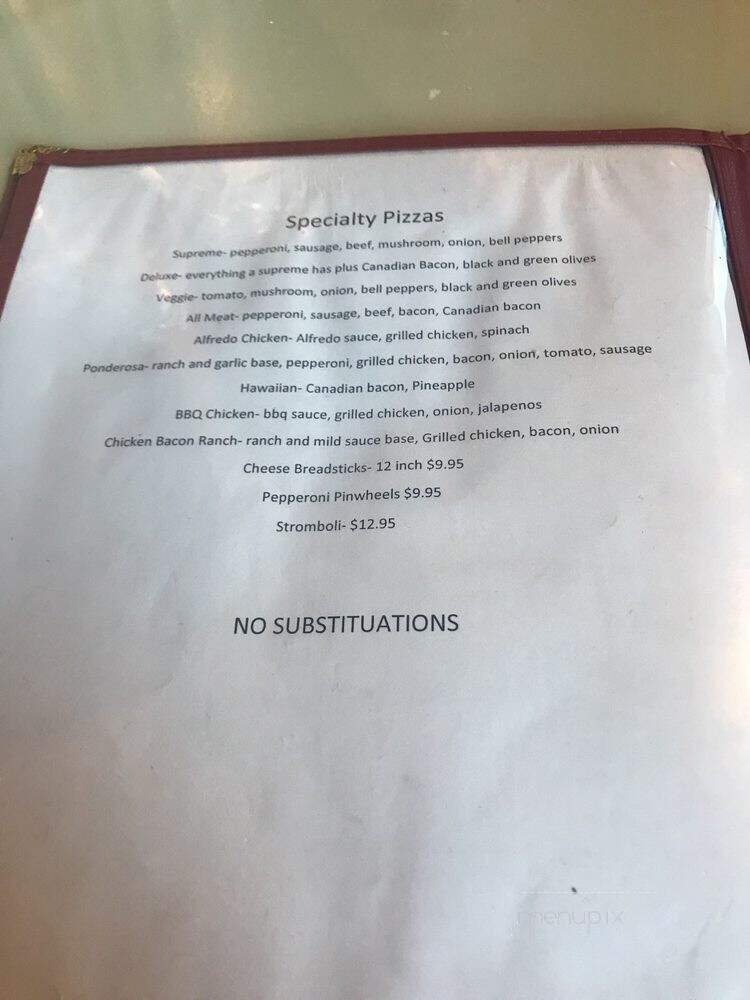 Specialty Pizzas
Supreme- pepperoni, sausage, beef, mushroom, onion, bell peppers
Deluxe- everything a supreme has plus Canadian Bacon, black and green olives
Veggie- tomato, mushroom, onion, bell peppers, black and green olives
All Meat- pepperoni, sausage, beef, bacon, Canadian bacon
Alfredo Chicken- Alfredo sauce, grilled chicken, spinach
Ponderosa- ranch and garlic base, pepperoni, grilled chicken, bacon, onion, tomato, sausage
Hawaiian- Canadian bacon, Pineapple
BBQ Chicken- bbq sauce, grilled chicken, onion, jalapenos
Chicken Bacon Ranch- ranch and mild sauce base, Grilled chicken, bacon, onion
Cheese Breadsticks- 12 inch $9.95
Pepperoni Pinwheels $9.95
Stromboli- $12.95
NO SUBSTITUATIONS
menupix